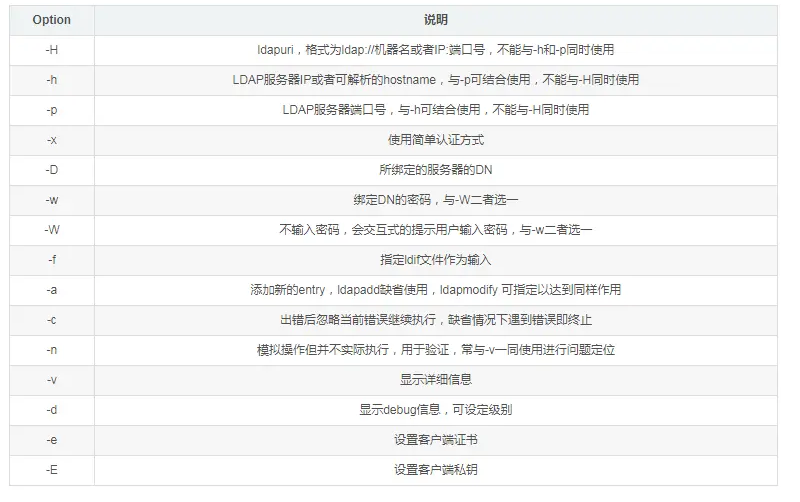 Option 说明
-H ldapuri，格式为ldap://机器名或者IP:端口号，不能与-h和-p同时使用
-h LDAP服务器IP或者可解析的hostname，与-p可结合使用，不能与-H同时使用
-p LDAP服务器端口号，与-h可结合使用，不能与-H同时使用
-x 使用简单认证方式
-D 所绑定的服务器的DN
-w 绑定DN的密码，与-W二者选一
-W 不输入密码，会交互式的提示用户输入密码，与-w二者选一
-f 指定ldif文件作为输入
-a 添加新的entry，ldapadd缺省使用，ldapmodify 可指定以达到同样作用
-c 出错后忽略当前错误继续执行，缺省情况下遇到错误即终止
-n 模拟操作但并不实际执行，用于验证，常与-v一同使用进行问题定位
-v 显示详细信息
-d 显示debug信息，可设定级别
-e 设置客户端证书
-E 设置客户端私钥